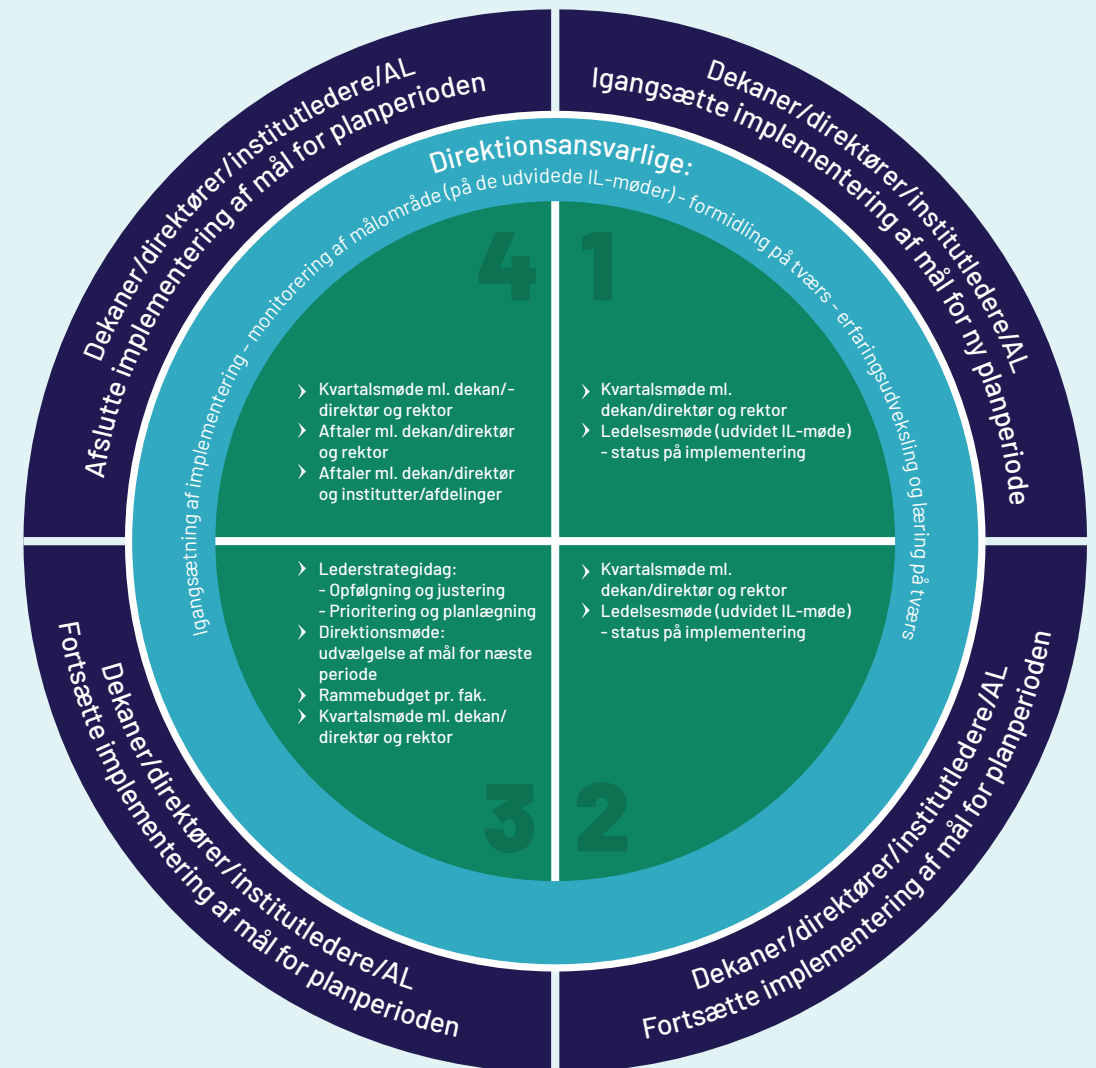 Dekaner/direktører/institutledere/AL
Afslutte implementering af mål for planperioden
Dekaner/direktører/institutledere/AL
Igangsætte implementering af mål for ny planperiode
Direktionsansvarlige:
Igangsætning af implementering - monitorering af målområde (på de udvidede IL-møder) - formidling på tværs - erfaringsudveksling og læring på tværs
4
Kvartalsmøde ml. dekan/-
direktør og rektor
Aftaler ml. dekan/direktør
og rektor
Aftaler ml. dekan/direktør
og institutter/afdelinger
1
Kvartalsmøde ml.
dekan/direktør og rektor
Ledelsesmøde (udvidet IL-møde)
- status på implementering
Lederstrategidag:
- Opfølgning og justering
- Prioritering og planlægning
Direktionsmøde:
udvælgelse af mål for næste
periode
Rammebudget pr. fak.
Kvartalsmøde ml. dekan/
direktør og rektor
3
Kvartalsmøde ml.
dekan/direktør og rektor
Ledelsesmøde (udvidet IL-møde)
- status på implementering
2
Dekaner/direktører/institutledere/AL
Fortsætte implementering af mål for planperioden
Dekaner/direktører/institutledere/AL
Fortsætte implementering af mål for planperioden